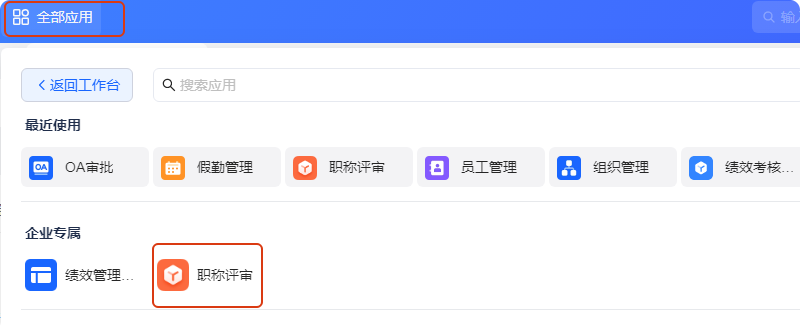 全部应用
输入
返回工作台
搜索应用
最近使用
OA审批
假勤管理
职称评审
员工管理
组织管理
绩效考核...
企业专属
绩效管理...
职称评审